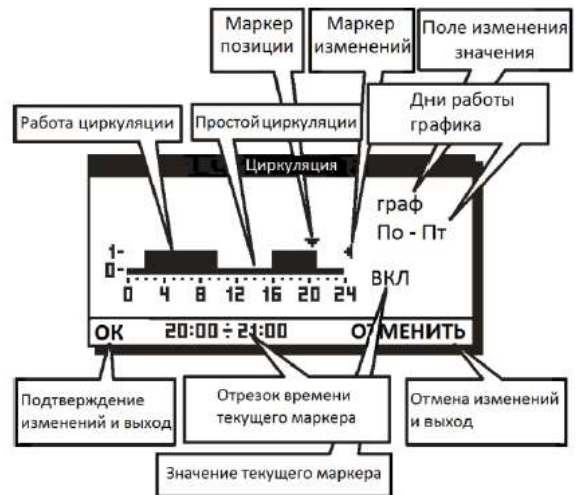 Маркер
позиции
Маркер
изменений
Поле изменения
значения
Работа циркуляции
Простой циркуляции
Дни работы
графика
Циркуляция
граф
По - Пт
1-
0-
0 4 8 12 16 20 24
ВКЛ
ОК 20:00÷21:00 ОТМЕНИТЬ
Подтверждение
изменений и выход
Отрезок времени
текущего маркера
Отмена изменений
и выход
Значение текущего маркера